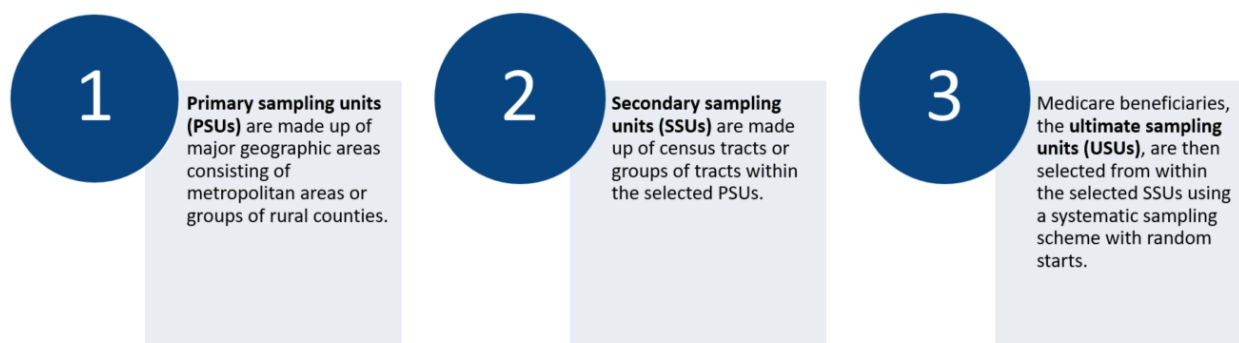 1
Primary sampling units
(PSUs) are made up of
major geographic areas
consisting of
metropolitan areas or
groups of rural counties.
2
Secondary sampling
units (SSUs) are made
up of census tracts or
groups of tracts within
the selected PSUs.
3
Medicare beneficiaries,
the ultimate sampling
units (USUs), are then
selected from within
the selected SSUs using
a systematic sampling
scheme with random
starts.